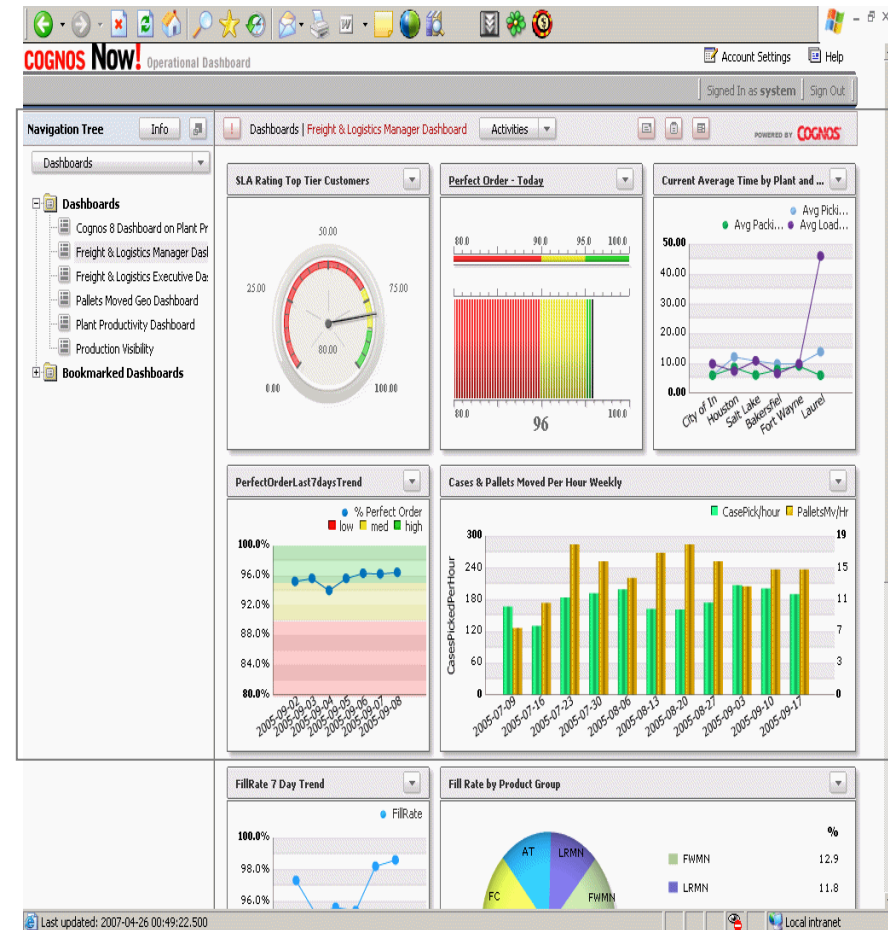 COGNOS NOW! Operational Dashboard
Account Settings Help
Signed In as system Sign Out
Navigation Tree Info
Dashboards | Freight & Logistics Manager Dashboard Activities
POWERED BY COGNOS
Dashboards
Dashboards
Cognos 8 Dashboard on Plant Pr
Freight & Logistics Manager Dasl
Freight & Logistics Executive Da
Pallets Moved Geo Dashboard
Plant Productivity Dashboard
Production Visibility
Bookmarked Dashboards
SLA Rating Top Tier Customers
50.00
25.00 75.00
80.00
0.00 100.00
Perfect Order - Today
80.0 90.0 95.0 100.0
80.0 100.0
96
Current Average Time by Plant and ...
Avg Picki...
Avg Packi... Avg Load...
50.00
40.00
30.00
20.00
10.00
0.00
City of In Houston Salt Lake Bakersfiel Fort Wayne Laurel
PerfectOrderLast7daysTrend
% Perfect Order
low med high
100.0%
96.0%
92.0%
88.0%
84.0%
80.0%
2005-09-02 2005-09-03 2005-09-04 2005-09-05 2005-09-06 2005-09-07 2005-09-08
Cases & Pallets Moved Per Hour Weekly
CasePick/hour PalletsMv/Hr
CasesPickedPerHour
300 19
240 15
180 11
120 7
60 3
0 0
2005-07-09 2005-07-16 2005-07-23 2005-07-30 2005-08-06 2005-08-13 2005-08-20 2005-08-27 2005-09-03 2005-09-10 2005-09-17
FillRate 7 Day Trend
FillRate
100.0%
98.0%
96.0%
Fill Rate by Product Group
AT LRMN
FC FWMN
%
FWMN 12.9
LRMN 11.8
Last updated: 2007-04-26 00:49:22.500
Local intranet